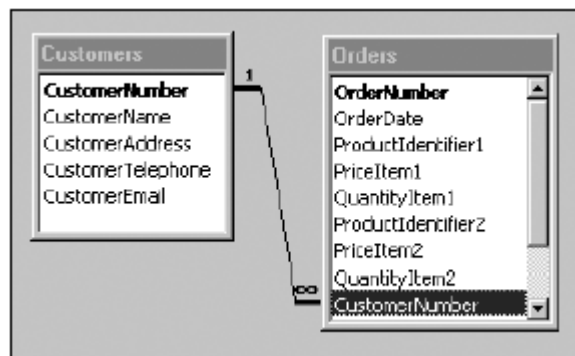 Customers
CustomerNumber
CustomerName
CustomerAddress
CustomerTelephone
CustomerEmail
1
∞
Orders
OrderNumber
OrderDate
ProductIdentifier1
PriceItem1
QuantityItem1
ProductIdentifier2
PriceItem2
QuantityItem2
CustomerNumber